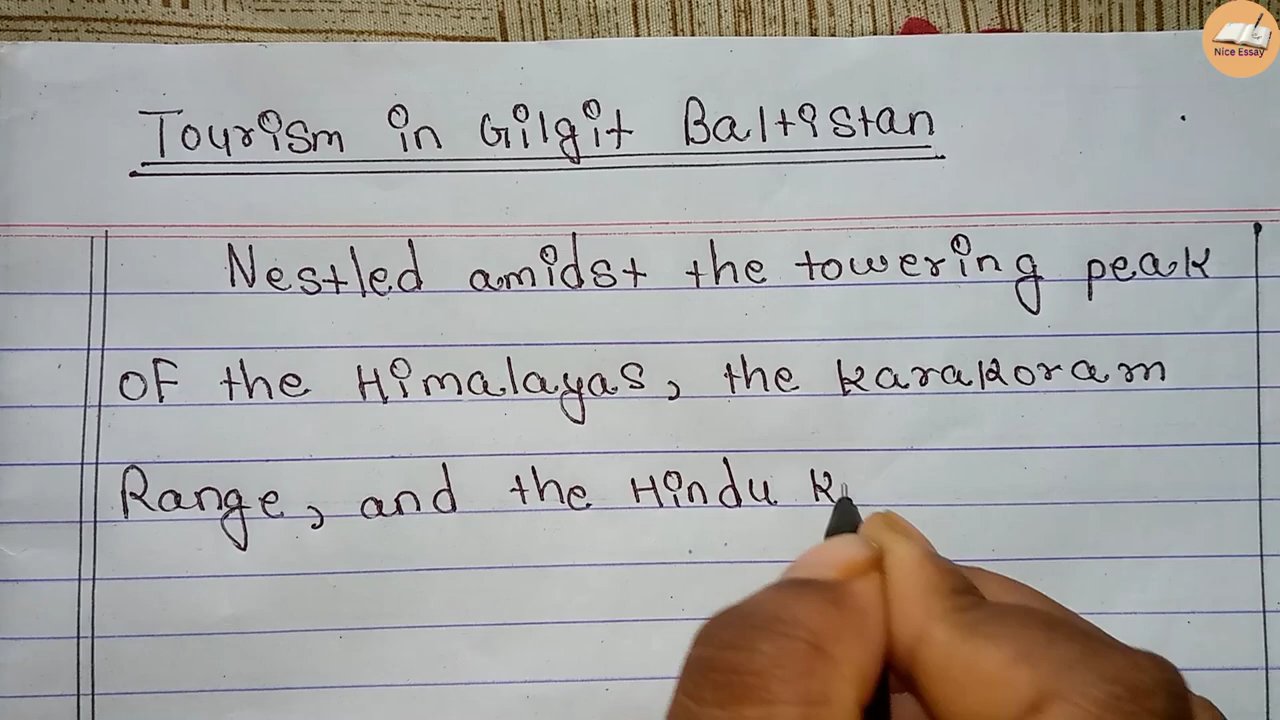 Nice Essay
Tourism in Gilgit Baltistan
Nestled amidst the towering peak
of the Himalayas, the Karakoram
Range, and the Hindu K